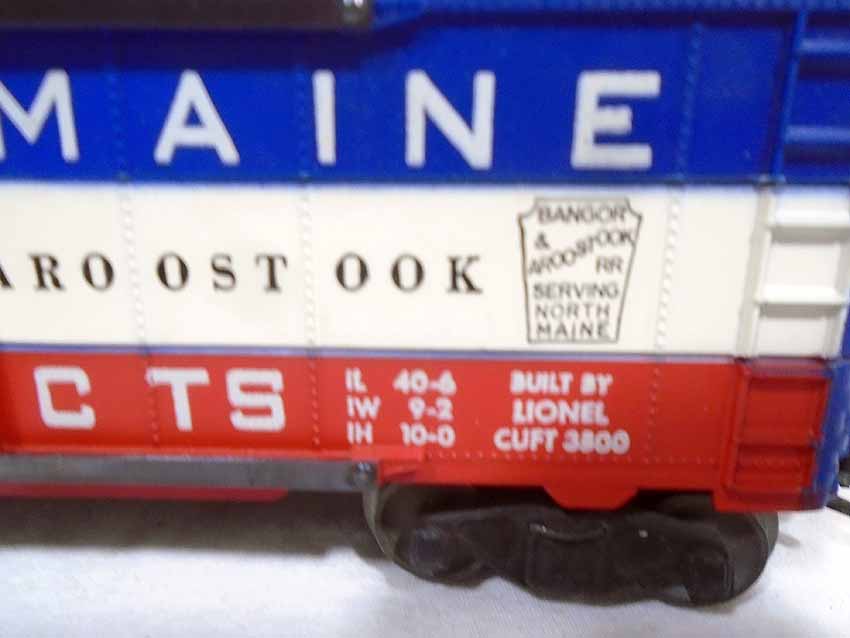 MAINE
AROOSTOOK
BANGOR
&
AROOSTOOK
RR
SERVING
NORTH
MAINE
CTS
IL 40-6
IW 9-2
IH 10-0
BUILT BY
LIONEL
CUFT 3800